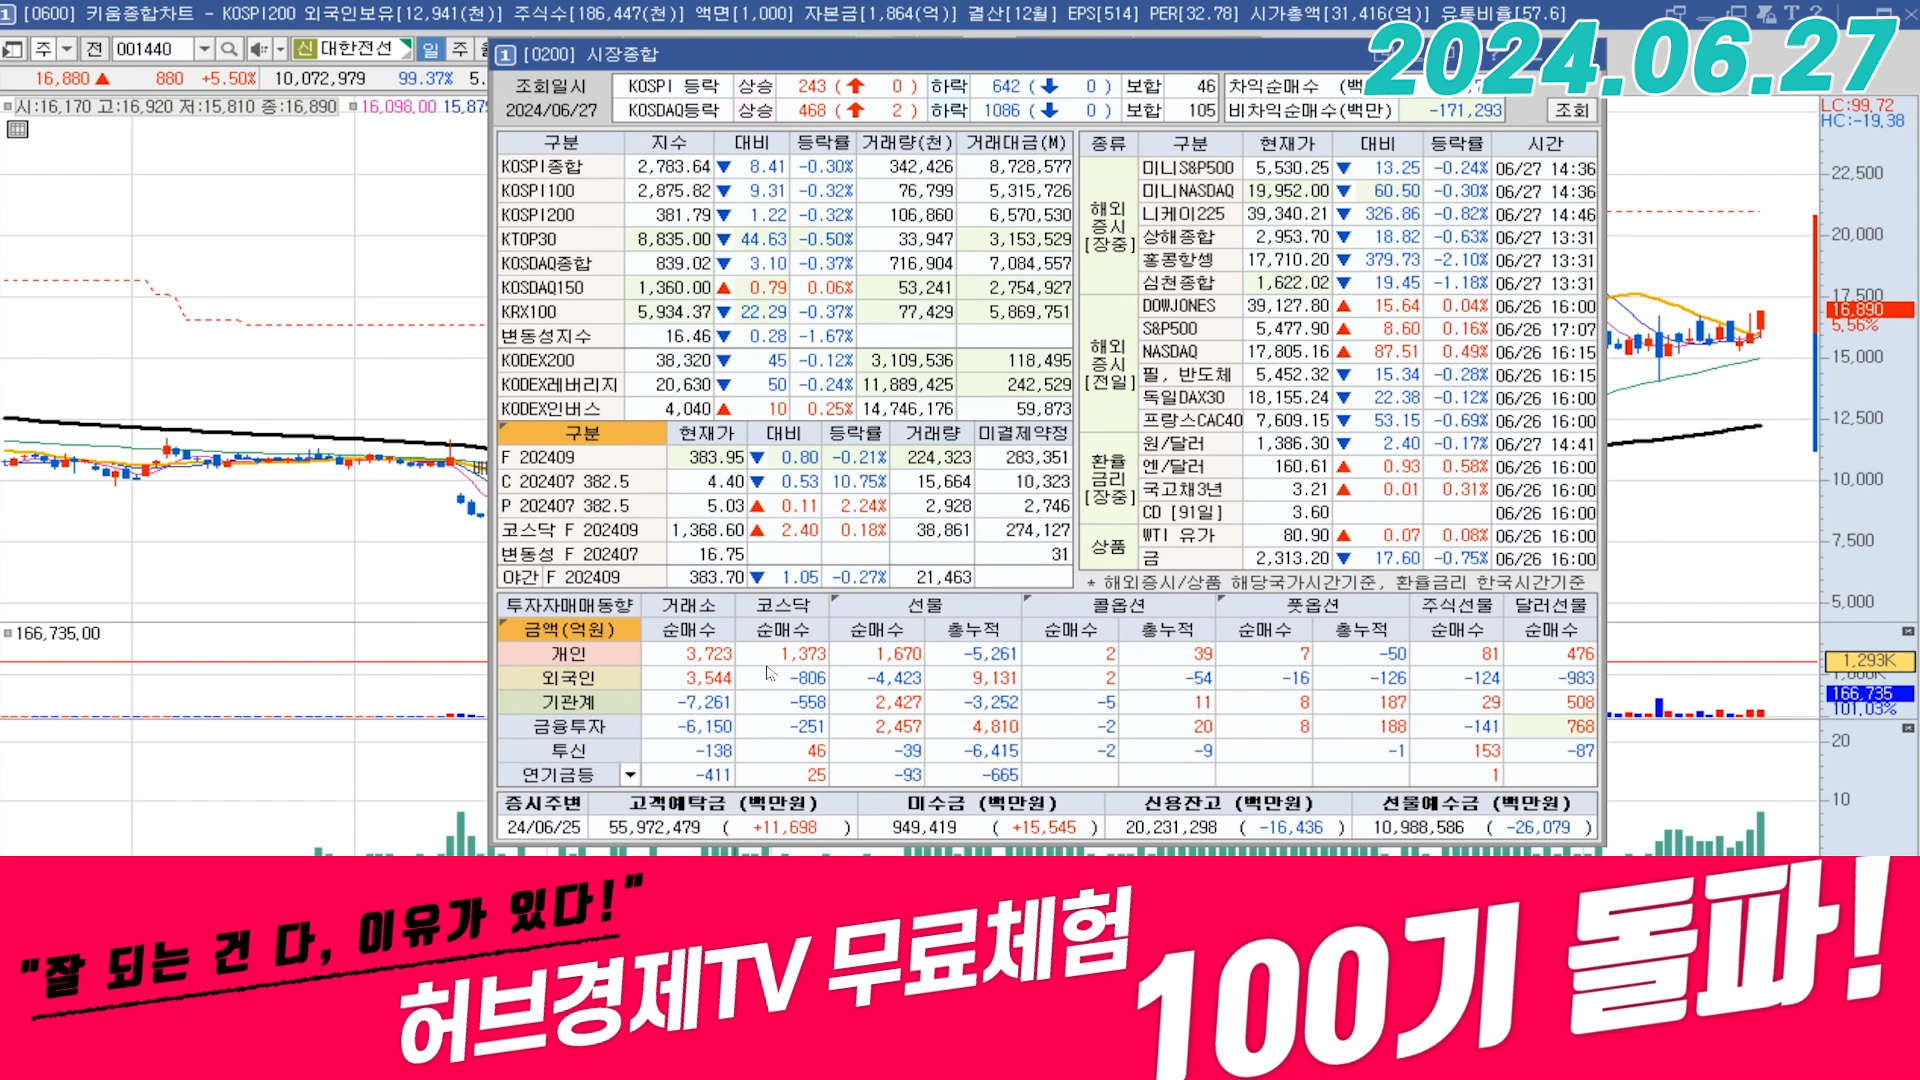 1 [0600] 키움종합차트 - KOSPI200 외국인보유[12,941(천)] 주식수[186,447(천)] 액면[1,000] 자본금[1,864(억)] 결산[12월] EPS[514] PER[32.78] 시가총액[31,416(억)] 유통비율[57.6]
2024.06.27
주 전 001440 신 대한전선 일 주
16,880 ▲ 880 +5.50% 10,072,979 99.37% 5.
시:16,170 고:16,920 저:15,810 종:16,890 16,098.00 15,87
1 [0200] 시장종합
조회일시 KOSPI 등락 상승 243 ( ⬆ 0 ) 하락 642 ( ⬇ 0 ) 보합 46 차익순매수 (백
2024/06/27 KOSDAQ등락 상승 468 ( ⬆ 2 ) 하락 1086 ( ⬇ 0 ) 보합 105 비차익순매수(백만) -171,293 조회
구분 지수 대비 등락률 거래량(천) 거래대금(M)
KOSPI종합 2,783.64 ▼ 8.41 -0.30% 342,426 8,728,577
KOSPI100 2,875.82 ▼ 9.31 -0.32% 76,799 5,315,726
KOSPI200 381.79 ▼ 1.22 -0.32% 106,860 6,570,530
KTOP30 8,835.00 ▼ 44.63 -0.50% 33,947 3,153,529
KOSDAQ종합 839.02 ▼ 3.10 -0.37% 716,904 7,084,557
KOSDAQ150 1,360.00 ▲ 0.79 0.06% 53,241 2,754,927
KRX100 5,934.37 ▼ 22.29 -0.37% 77,429 5,869,751
변동성지수 16.46 ▼ 0.28 -1.67%
KODEX200 38,320 ▼ 45 -0.12% 3,109,536 118,495
KODEX레버리지 20,630 ▼ 50 -0.24% 11,889,425 242,529
KODEX인버스 4,040 ▲ 10 0.25% 14,746,176 59,873
구분 현재가 대비 등락률 거래량 미결제약정
F 202409 383.95 ▼ 0.80 -0.21% 224,323 283,351
C 202407 382.5 4.40 ▼ 0.53 10.75% 15,664 10,323
P 202407 382.5 5.03 ▲ 0.11 2.24% 2,928 2,746
코스닥 F 202409 1,368.60 ▲ 2.40 0.18% 38,861 274,127
변동성 F 202407 16.75 31
야간 F 202409 383.70 ▼ 1.05 -0.27% 21,463
종류 구분 현재가 대비 등락률 시간
해외 증시 [장중]
미니S&P500 5,530.25 ▼ 13.25 -0.24% 06/27 14:36
미니NASDAQ 19,952.00 ▼ 60.50 -0.30% 06/27 14:36
니케이225 39,340.21 ▼ 326.86 -0.82% 06/27 14:46
상해종합 2,953.70 ▼ 18.82 -0.63% 06/27 13:31
홍콩항셍 17,710.20 ▼ 379.73 -2.10% 06/27 13:31
심천종합 1,622.02 ▼ 19.45 -1.18% 06/27 13:31
해외 증시 [전일]
DOWJONES 39,127.80 ▲ 15.64 0.04% 06/26 16:00
S&P500 5,477.90 ▲ 8.60 0.16% 06/26 17:07
NASDAQ 17,805.16 ▲ 87.51 0.49% 06/26 16:15
필, 반도체 5,452.32 ▼ 15.34 -0.28% 06/26 16:15
독일DAX30 18,155.24 ▼ 22.38 -0.12% 06/26 16:00
프랑스CAC40 7,609.15 ▼ 53.15 -0.69% 06/26 16:00
환율 금리 [장중]
원/달러 1,386.30 ▼ 2.40 -0.17% 06/27 14:41
엔/달러 160.61 ▲ 0.93 0.58% 06/26 16:00
국고채3년 3.21 ▲ 0.01 0.31% 06/26 16:00
CD [91일] 3.60 06/26 16:00
상품
WTI 유가 80.90 ▲ 0.07 0.08% 06/26 16:00
금 2,313.20 ▼ 17.60 -0.75% 06/26 16:00
* 해외증시/상품 해당국가시간기준, 환율금리 한국시간기준
투자자매매동향 거래소 코스닥 선물 콜옵션 풋옵션 주식선물 달러선물
금액(억원) 순매수 순매수 순매수 총누적 순매수 총누적 순매수 총누적 순매수 순매수
개인 3,723 1,373 1,670 -5,261 2 39 7 -50 81 476
외국인 3,544 -806 -4,423 9,131 2 -54 -16 -126 -124 -983
기관계 -7,261 -558 2,427 -3,252 -5 11 8 187 29 508
금융투자 -6,150 -251 2,457 4,810 -2 20 8 188 -141 768
투신 -138 46 -39 -6,415 -2 -9 -1 153 -87
연기금등 -411 25 -93 -665 1
증시주변 고객예탁금 (백만원) 미수금 (백만원) 신용잔고 (백만원) 선물예수금 (백만원)
24/06/25 55,972,479 ( +11,698 ) 949,419 ( +15,545 ) 20,231,298 ( -16,436 ) 10,988,586 ( -26,079 )
166,735.00
LC:99.72
HC:-19.38
22,500
20,000
17,500
16,890
5.56%
15,000
12,500
10,000
7,500
5,000
1,293K
166,735
101.03%
20
10
"잘 되는 건 다, 이유가 있다!"
허브경제TV 무료체험 100기 돌파!